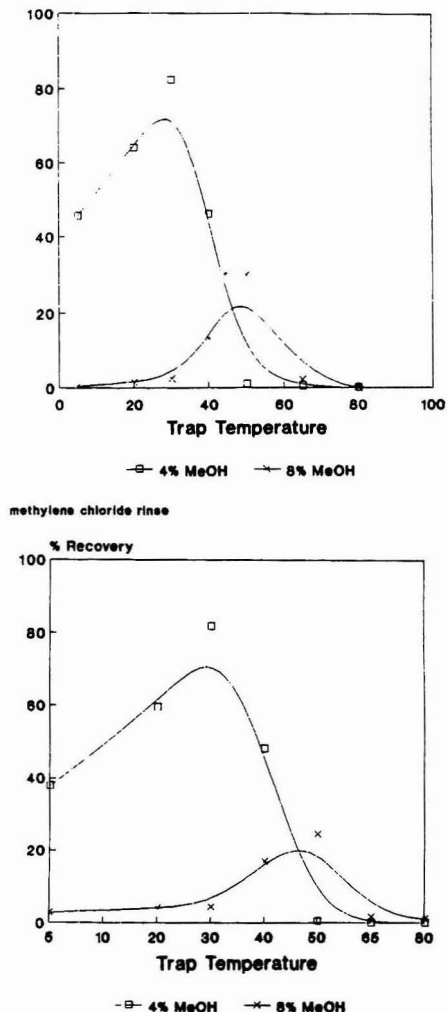 100
80
60
40
20
0
0 20 40 60 80 100
Trap Temperature
4% MeOH 8% MeOH
methylene chloride rinse
% Recovery
100
80
60
40
20
0
5 10 20 30 40 50 65 80
Trap Temperature
4% MeOH 8% MeOH